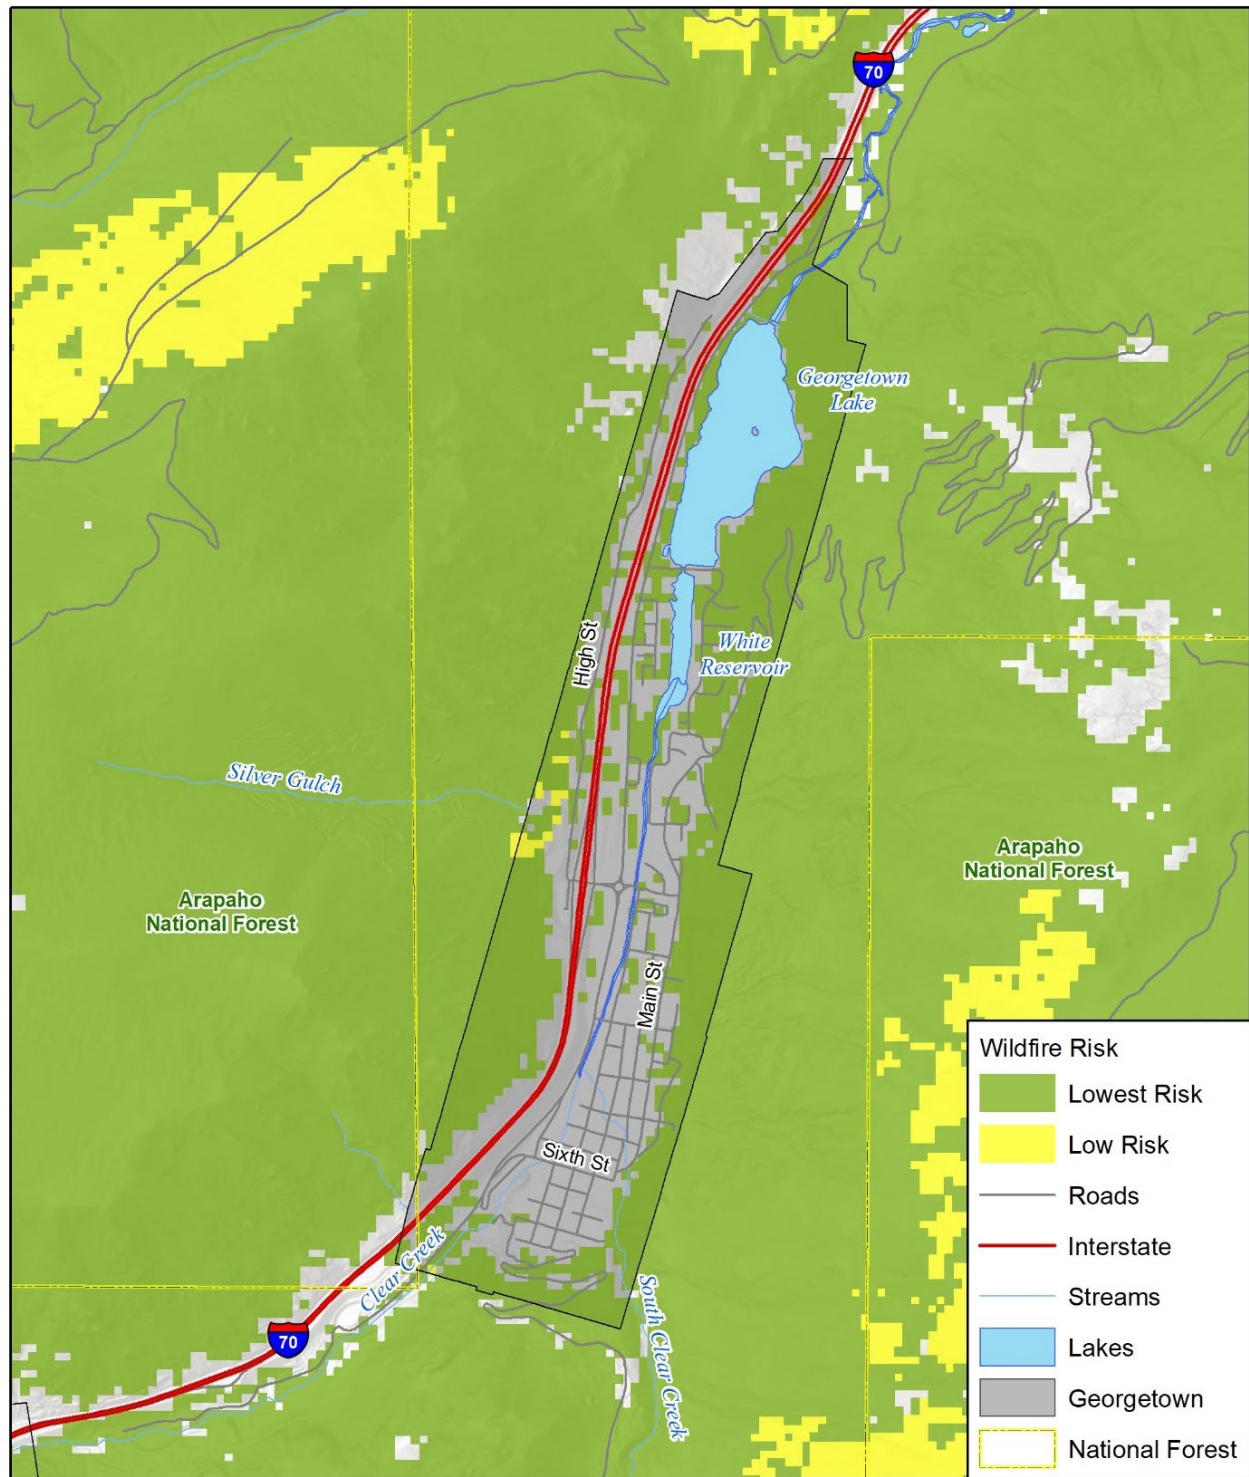 70
Georgetown
Lake
High St
White
Reservoir
Silver Gulch
Arapaho
National Forest
Arapaho
National Forest
Main St
Sixth St
Clear Creek
South Clear Creek
70
Wildfire Risk
Lowest Risk
Low Risk
Roads
Interstate
Streams
Lakes
Georgetown
National Forest